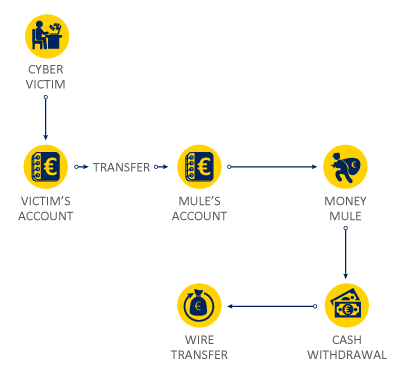 CYBER
VICTIM
VICTIM'S
ACCOUNT
TRANSFER
MULE'S
ACCOUNT
MONEY
MULE
WIRE
TRANSFER
CASH
WITHDRAWAL